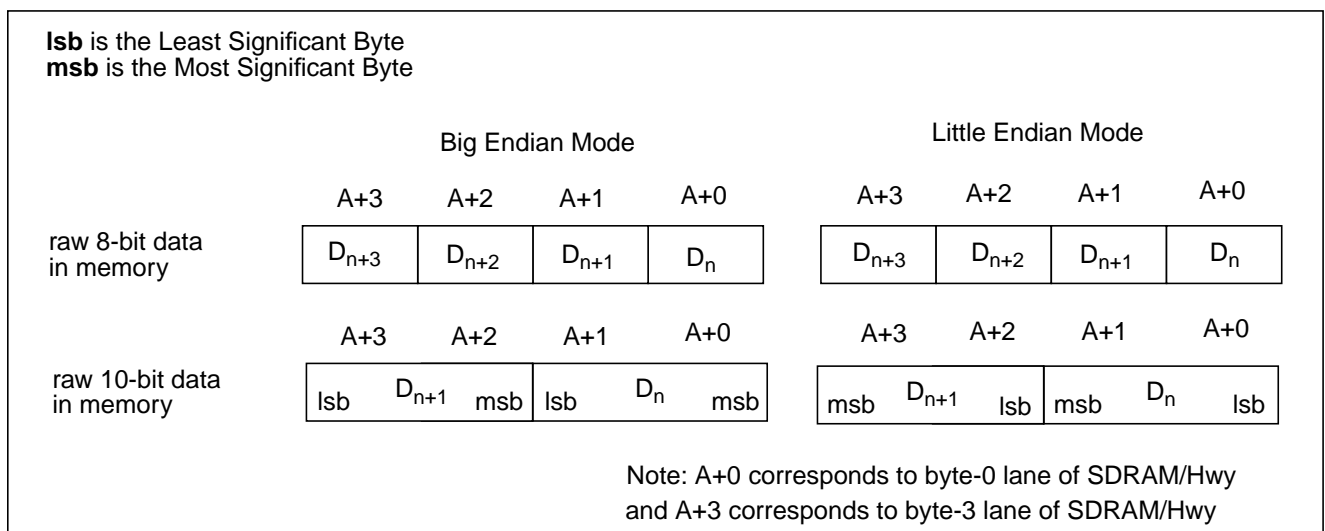 lsb is the Least Significant Byte
msb is the Most Significant Byte
Big Endian Mode Little Endian Mode
A+3 A+2 A+1 A+0 A+3 A+2 A+1 A+0
raw 8-bit data
in memory
Dn+3 Dn+2 Dn+1 Dn Dn+3 Dn+2 Dn+1 Dn
A+3 A+2 A+1 A+0 A+3 A+2 A+1 A+0
raw 10-bit data
in memory
lsb Dn+1 msb lsb Dn msb msb Dn+1 lsb msb Dn lsb
Note: A+0 corresponds to byte-0 lane of SDRAM/Hwy
and A+3 corresponds to byte-3 lane of SDRAM/Hwy